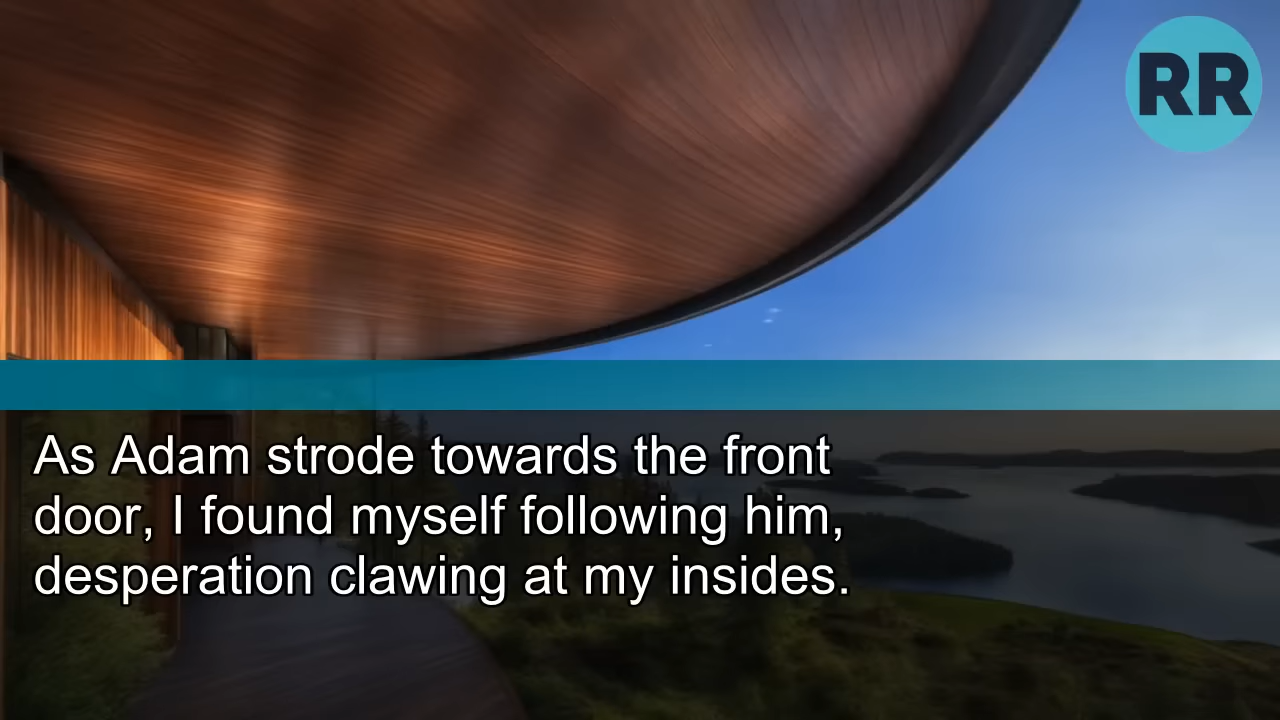 RR
As Adam strode towards the front
door, I found myself following him,
desperation clawing at my insides.